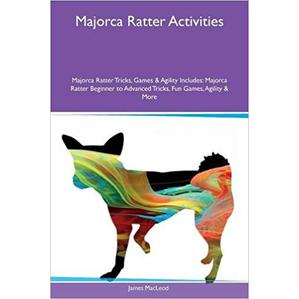 Majorca Ratter Activities
Majorca Ratter Tricks, Games & Agility Includes: Majorca
Ratter Beginner to Advanced Tricks, Fun Games, Agility &
More
James MacLeod